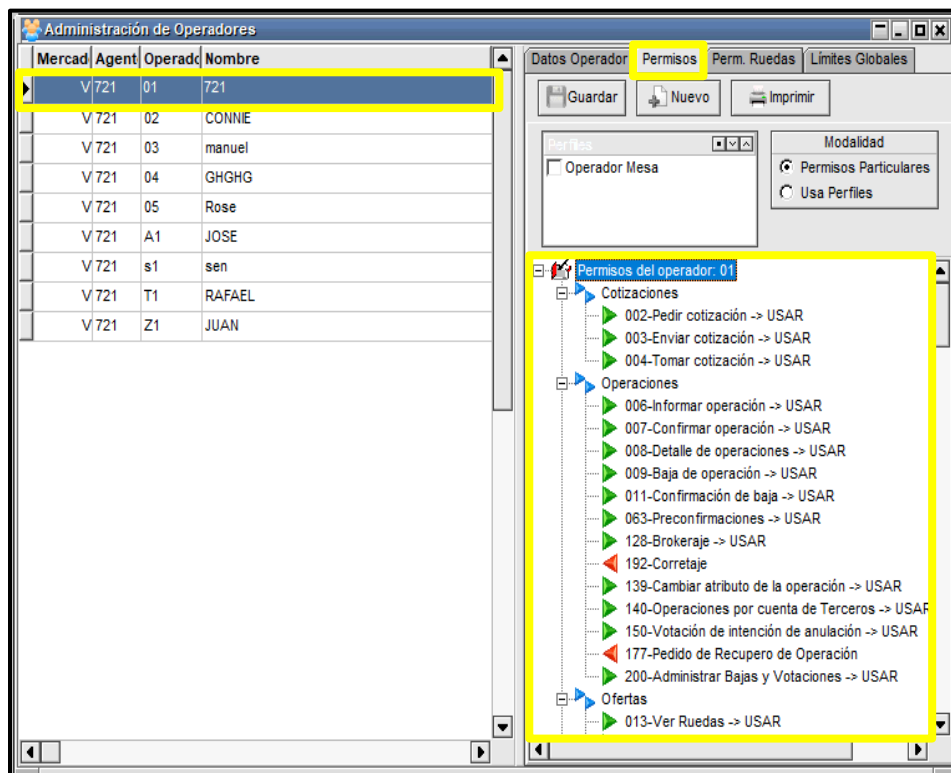 Administración de Operadores
Mercad Agent Operadc Nombre
V 721 01 721
V 721 02 CONNIE
V 721 03 manuel
V 721 04 GHGHG
V 721 05 Rose
V 721 A1 JOSE
V 721 s1 sen
V 721 T1 RAFAEL
V 721 Z1 JUAN
Datos Operador Permisos Perm. Ruedas Límites Globales
Guardar Nuevo Imprimir
Perfiles
Operador Mesa
Modalidad
Permisos Particulares
Usa Perfiles
Permisos del operador: 01
Cotizaciones
002-Pedir cotización -> USAR
003-Enviar cotización -> USAR
004-Tomar cotización -> USAR
Operaciones
006-Informar operación -> USAR
007-Confirmar operación -> USAR
008-Detalle de operaciones -> USAR
009-Baja de operación -> USAR
011-Confirmación de baja -> USAR
063-Preconfirmaciones -> USAR
128-Brokeraje -> USAR
192-Corretaje
139-Cambiar atributo de la operación -> USAR
140-Operaciones por cuenta de Terceros -> USAR
150-Votación de intención de anulación -> USAR
177-Pedido de Recupero de Operación
200-Administrar Bajas y Votaciones -> USAR
Ofertas
013-Ver Ruedas -> USAR